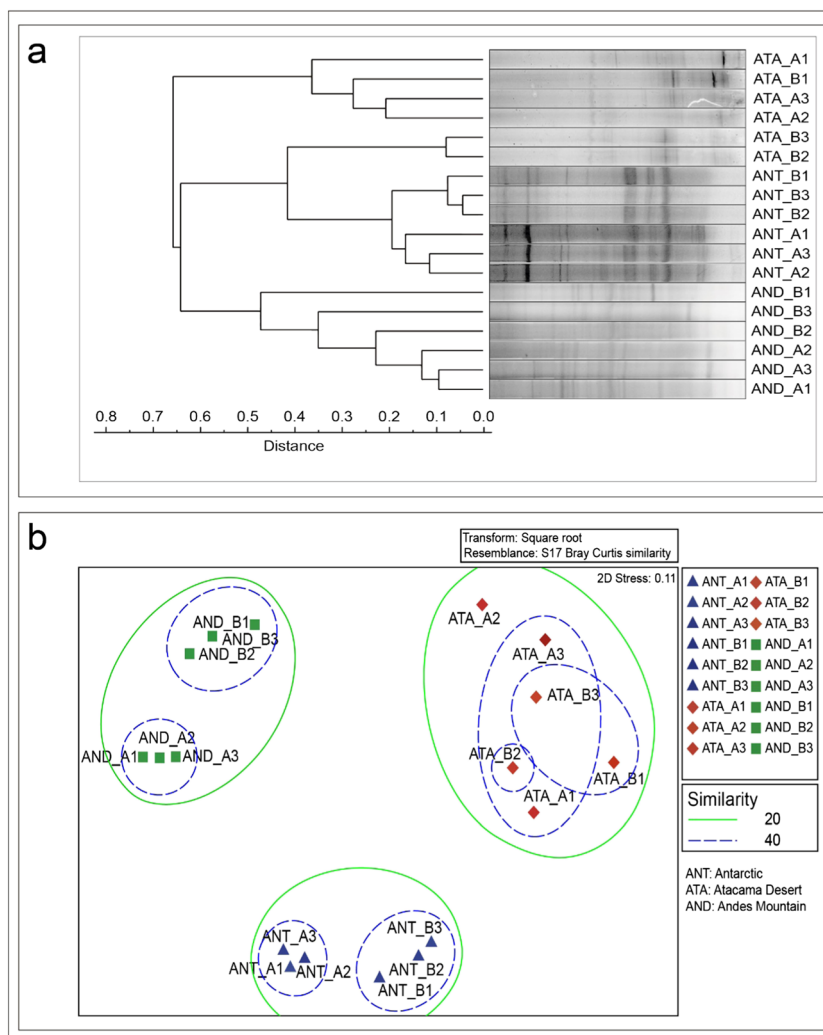 a
ATA_A1
ATA_B1
ATA_A3
ATA_A2
ATA_B3
ATA_B2
ANT_B1
ANT_B3
ANT_B2
ANT_A1
ANT_A3
ANT_A2
AND_B1
AND_B3
AND_B2
AND_A2
AND_A3
AND_A1
0.8 0.7 0.6 0.5 0.4 0.3 0.2 0.1 0.0
Distance
b
Transform: Square root
Resemblance: S17 Bray Curtis similarity
2D Stress: 0.11
AND_B1
AND_B3
AND_B2
AND_A2
AND_A1 AND_A3
ATA_A2
ATA_A3
ATA_B3
ATA_B2
ATA_B1
ATA_A1
ANT_A3
ANT_A1 ANT_A2
ANT_B3
ANT_B2
ANT_B1
ANT_A1 ATA_B1
ANT_A2 ATA_B2
ANT_A3 ATA_B3
ANT_B1 AND_A1
ANT_B2 AND_A2
ANT_B3 AND_A3
ATA_A1 AND_B1
ATA_A2 AND_B2
ATA_A3 AND_B3
Similarity
20
40
ANT: Antarctic
ATA: Atacama Desert
AND: Andes Mountain